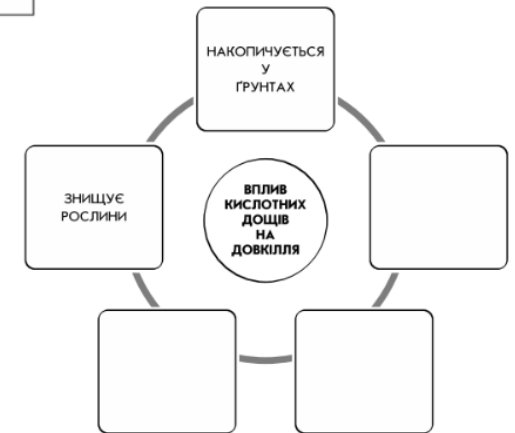 НАКОПИЧУЄТЬСЯ
У
ҐРУНТАХ
ЗНИЩУЄ
РОСЛИНИ
ВПЛИВ
КИСЛОТНИХ
ДОЩІВ
НА
ДОВКІЛЛЯ